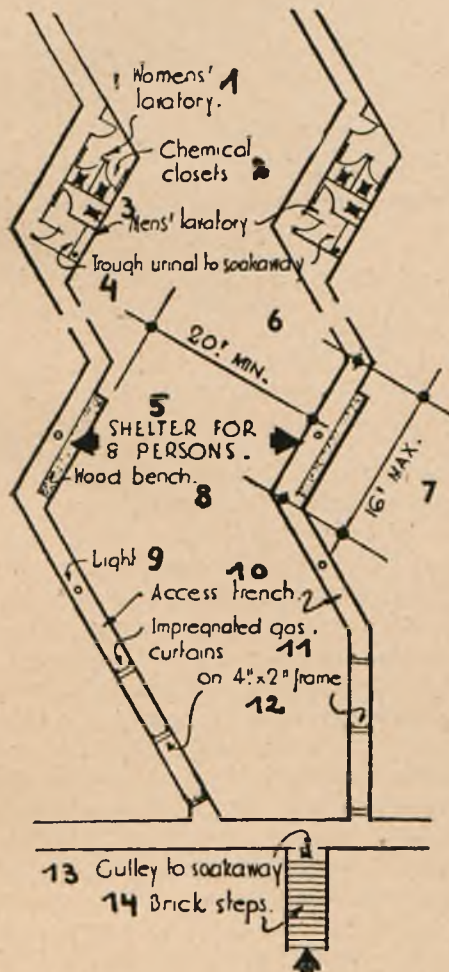 Womens' 1
lavatory.
Chemical
closets 2
3 Mens' lavatory
Trough urinal to soakaway
4
6
20! MIN.
5
SHELTER FOR
8 PERSONS.
Wood bench.
8
16' MAX.
7
Light 9
10
Access trench.
Impregnated gas.
curtains 11
on 4"x2" frame
12
13 Gulley to soakaway
14 Brick steps.